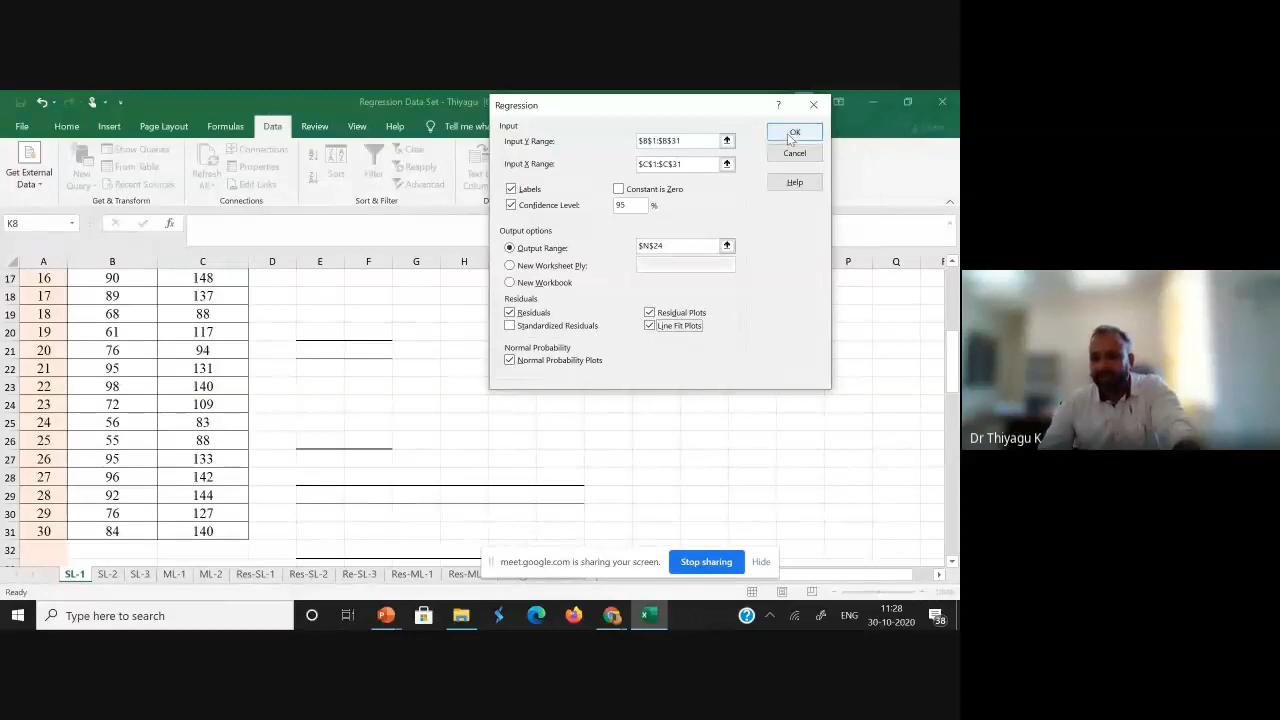 Regression Data Set - Thiyagu
File Home Insert Page Layout Data Review View Help Tell me
Get External Data
New Query
Show Queries
From Table
Recent Sources
Get & Transform
Refresh All
Connections
Properties
Edit Links
Connections
Sort
Filter
Clear
Reapply
Advanced
Sort & Filter
K8
fx
A B C D E F G H P Q
17 16 90 148
18 17 89 137
19 18 68 88
20 19 61 117
21 20 76 94
22 21 95 131
23 22 98 140
24 23 72 109
25 24 56 83
26 25 55 88
27 26 95 133
28 27 96 142
29 28 92 144
30 29 76 127
31 30 84 140
32
Regression ?
Input
Input Y Range: $B$1:$B$31
Input X Range: $C$1:$C$31
Labels Constant is Zero
Confidence Level: 95 %
Output options
Output Range: $N$24
New Worksheet Ply:
New Workbook
Residuals
Residuals Residual Plots
Standardized Residuals Line Fit Plots
Normal Probability
Normal Probability Plots
OK
Cancel
Help
meet.google.com is sharing your screen. Stop sharing Hide
SL-1 SL-2 SL-3 ML-1 ML-2 Res-SL-1 Res-SL-2 Re-SL-3 Res-ML-1
Ready
Type here to search
ENG
11:28
30-10-2020
38
Dr Thiyagu K